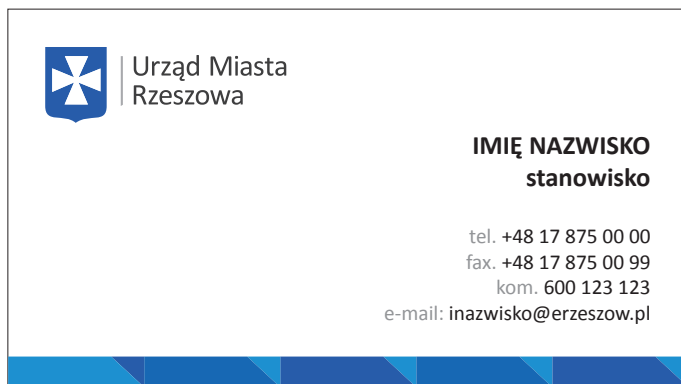 Urząd Miasta
Rzeszowa
IMIĘ NAZWISKO
stanowisko
tel. +48 17 875 00 00
fax. +48 17 875 00 99
kom. 600 123 123
e-mail: inazwisko@erzeszow.pl